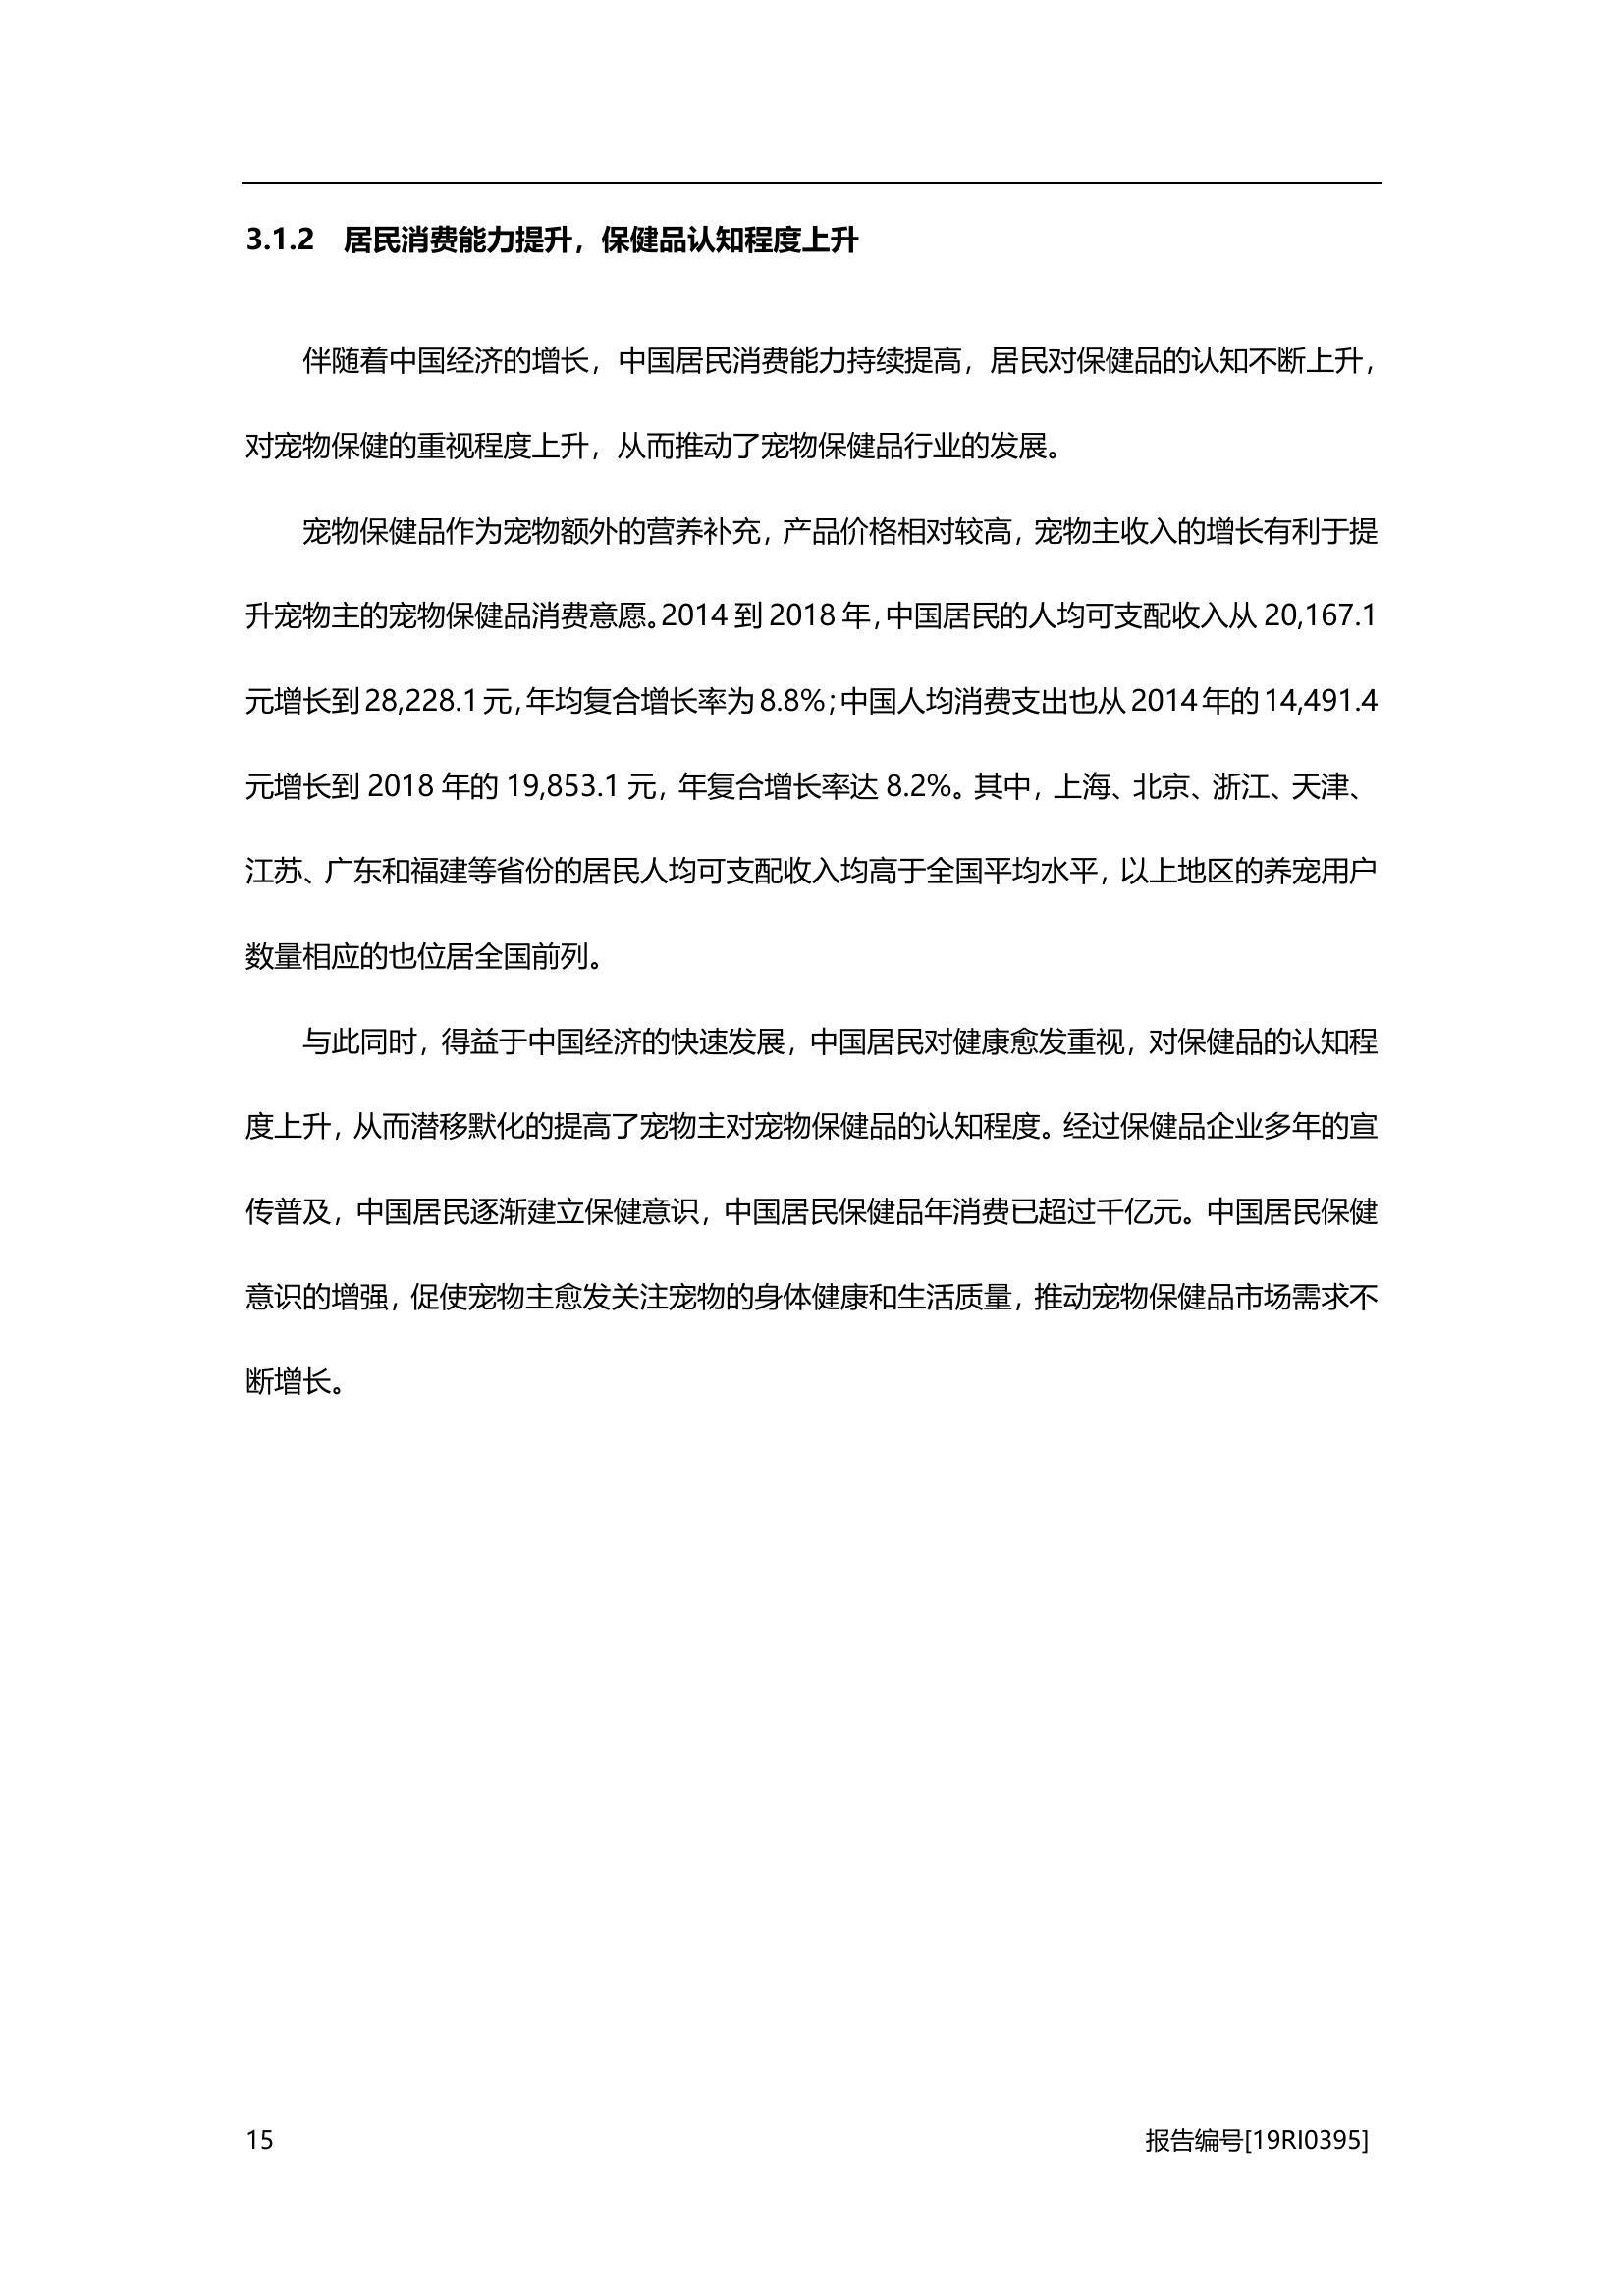 3.1.2 居民消费能力提升，保健品认知程度上升
伴随着中国经济的增长，中国居民消费能力持续提高，居民对保健品的认知不断上升，
对宠物保健的重视程度上升，从而推动了宠物保健品行业的发展。
宠物保健品作为宠物额外的营养补充，产品价格相对较高，宠物主收入的增长有利于提
升宠物主的宠物保健品消费意愿。2014 到 2018 年，中国居民的人均可支配收入从 20,167.1
元增长到 28,228.1 元，年均复合增长率为 8.8%；中国人均消费支出也从 2014 年的 14,491.4
元增长到 2018 年的 19,853.1 元，年复合增长率达 8.2%。其中，上海、北京、浙江、天津、
江苏、广东和福建等省份的居民人均可支配收入均高于全国平均水平，以上地区的养宠用户
数量相应的也位居全国前列。
与此同时，得益于中国经济的快速发展，中国居民对健康愈发重视，对保健品的认知程
度上升，从而潜移默化的提高了宠物主对宠物保健品的认知程度。经过保健品企业多年的宣
传普及，中国居民逐渐建立保健意识，中国居民保健品年消费已超过千亿元。中国居民保健
意识的增强，促使宠物主愈发关注宠物的身体健康和生活质量，推动宠物保健品市场需求不
断增长。
15 报告编号[19RI0395]